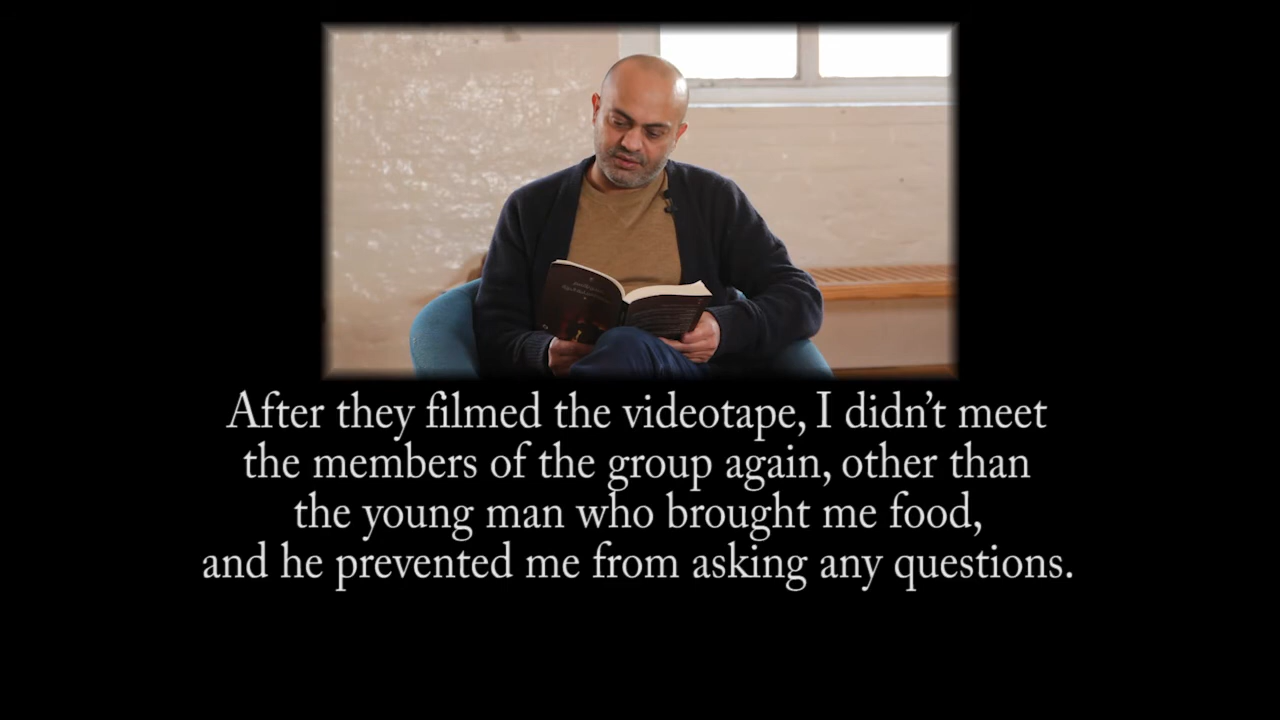 After they filmed the videotape, I didn’t meet
the members of the group again, other than
the young man who brought me food,
and he prevented me from asking any questions.